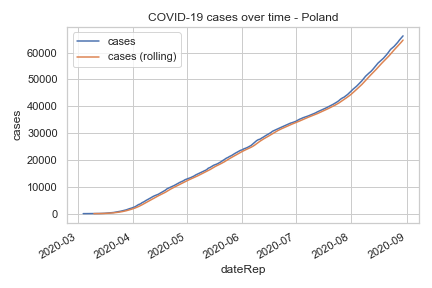 COVID-19 cases over time - Poland
cases
cases (rolling)
60000
50000
40000
30000
20000
10000
0
cases
2020-03
2020-04
2020-05
2020-06
2020-07
2020-08
2020-09
dateRep